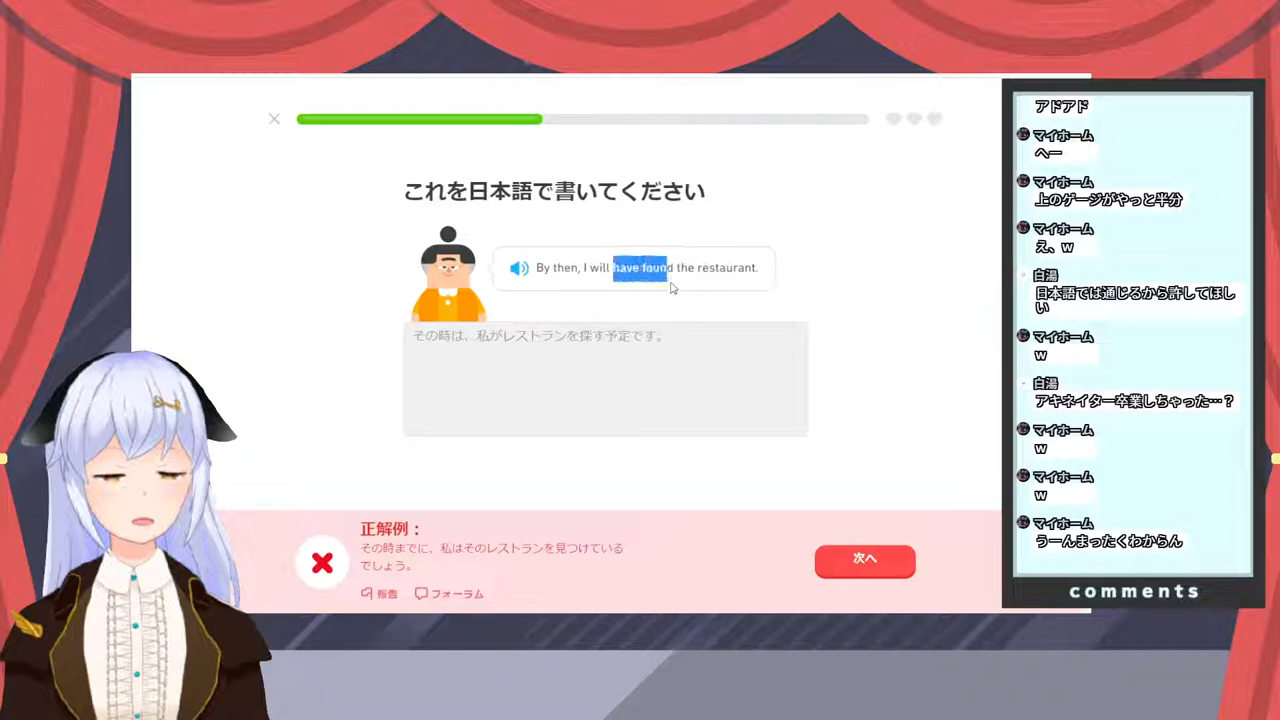 これを日本語で書いてください
By then, I will have found the restaurant.
その時は、私がレストランを探す予定です。
正解例：
その時までに、私はそのレストランを見つけている
でしょう。
報告 フォーラム
次へ
アドアド
マイホーム
へー
マイホーム
上のゲージがやっと半分
マイホーム
え、w
白湯
日本語では通じるから許してほし
い
マイホーム
w
白湯
アキネイター卒業しちゃった…？
マイホーム
w
マイホーム
w
マイホーム
うーんまったくわからん
comments